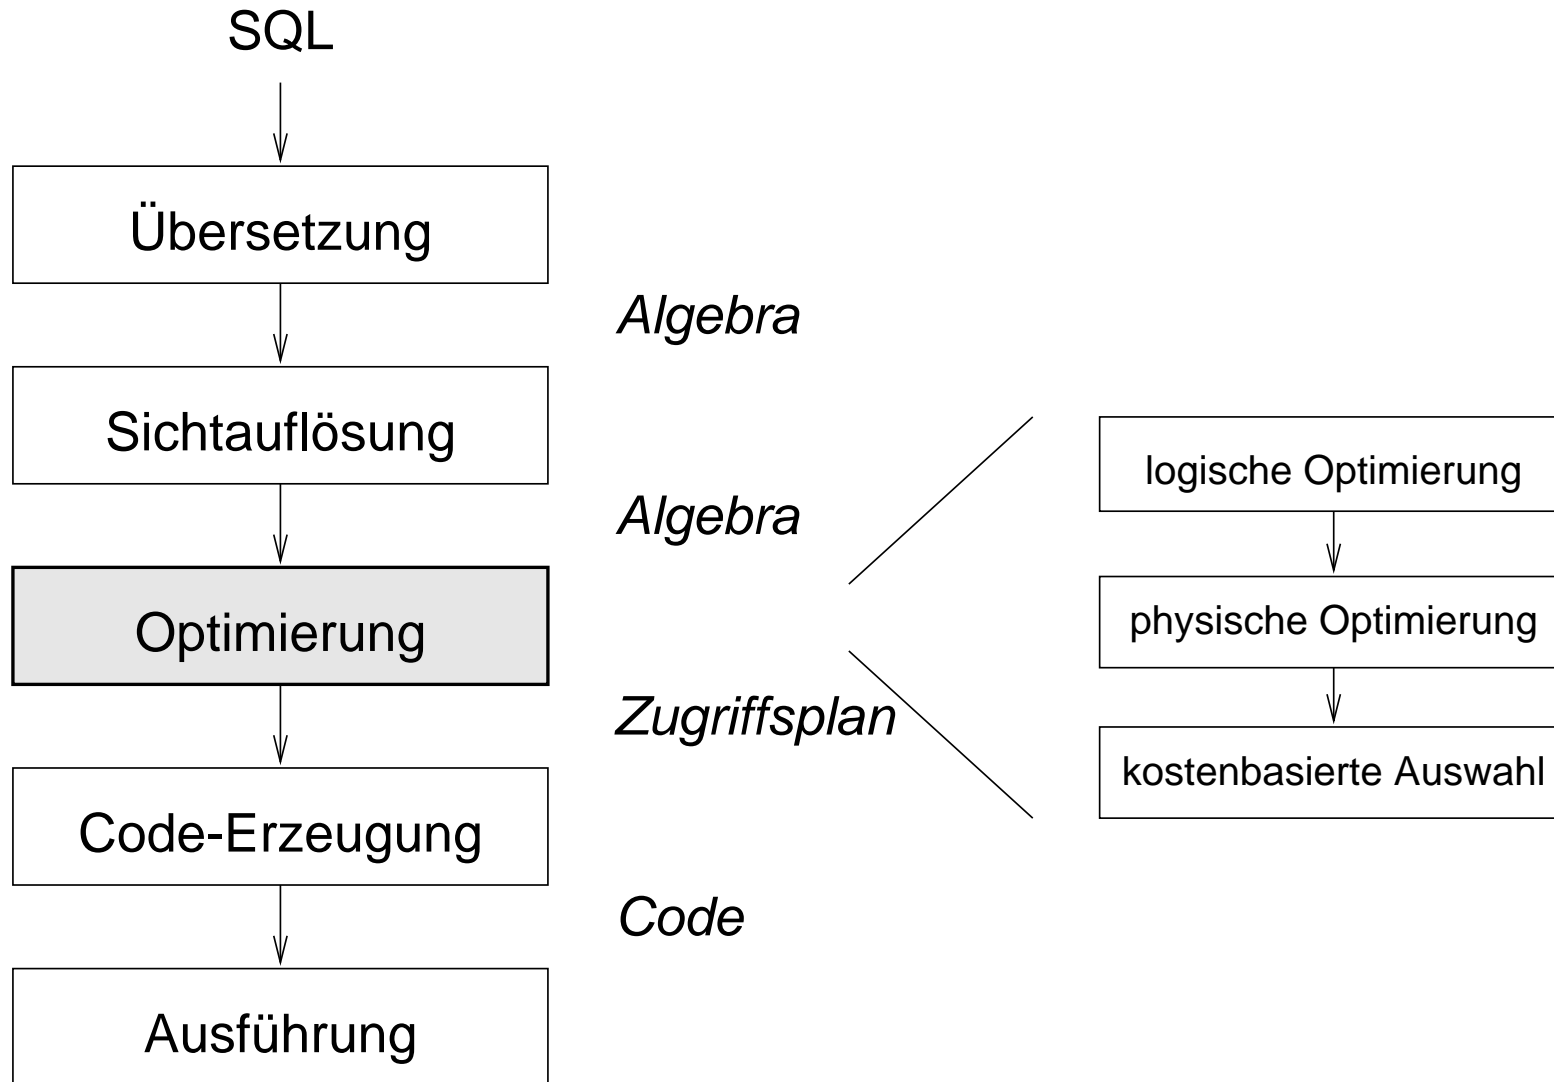 SQL
Übersetzung
Algebra
Sichtauflösung
Algebra
Optimierung
Zugriffsplan
Code-Erzeugung
Code
Ausführung
logische Optimierung
physische Optimierung
kostenbasierte Auswahl